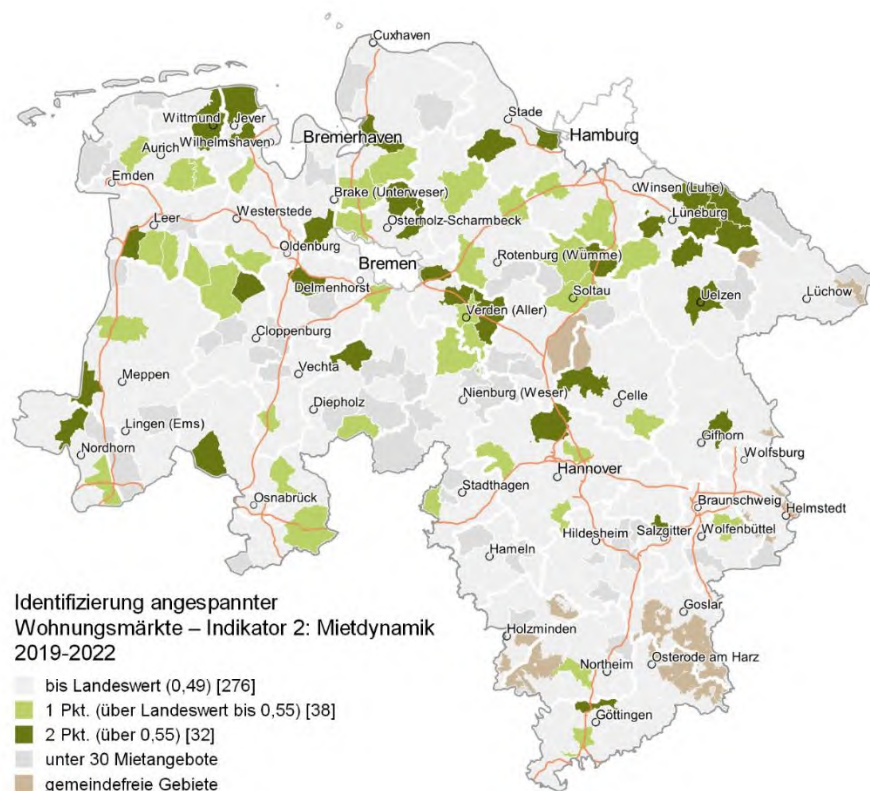 Cuxhaven
Stade
Hamburg
Wittmund
Jever
Wilhelmshaven
Bremerhaven
Aurich
Emden
Brake (Unterweser)
Winsen (Luhe)
Leer
Westerstede
Osterholz-Scharmbeck
Lüneburg
Oldenburg
Bremen
Rotenburg (Wümme)
Delmenhorst
Soltau
Uelzen
Lüchow
Verden (Aller)
Cloppenburg
Meppen
Vechta
Diepholz
Nienburg (Weser)
Celle
Lingen (Ems)
Nordhorn
Gifhorn
Wolfsburg
Hannover
Stadthagen
Osnabrück
Braunschweig
Helmstedt
Hildesheim
Salzgitter
Wolfenbüttel
Hameln
Goslar
Holzminden
Northeim
Osterode am Harz
Göttingen
Identifizierung angespannter
Wohnungsmärkte – Indikator 2: Mietdynamik
2019-2022
bis Landeswert (0,49) [276]
1 Pkt. (über Landeswert bis 0,55) [38]
2 Pkt. (über 0,55) [32]
unter 30 Mietangebote
gemeindefreie Gebiete